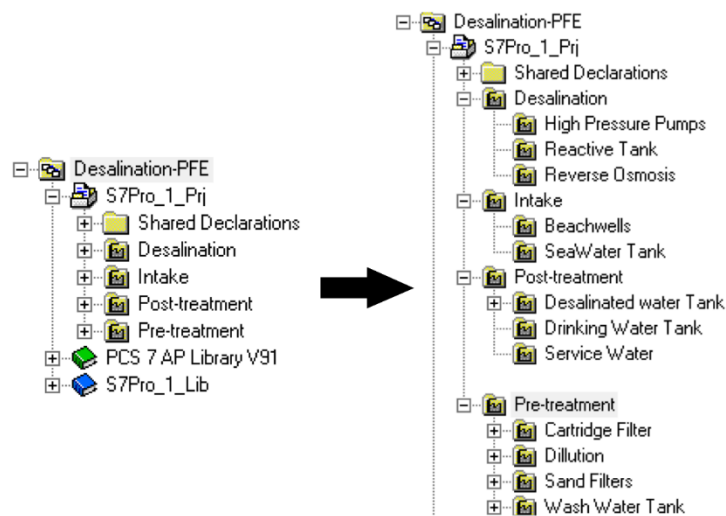 Desalination-PFE
S7Pro_1_Prj
Shared Declarations
Desalination
Intake
Post-treatment
Pre-treatment
PCS 7 AP Library V91
S7Pro_1_Lib
Desalination-PFE
S7Pro_1_Prj
Shared Declarations
Desalination
High Pressure Pumps
Reactive Tank
Reverse Osmosis
Intake
Beachwells
SeaWater Tank
Post-treatment
Desalinated water Tank
Drinking Water Tank
Service Water
Pre-treatment
Cartridge Filter
Dillution
Sand Filters
Wash Water Tank